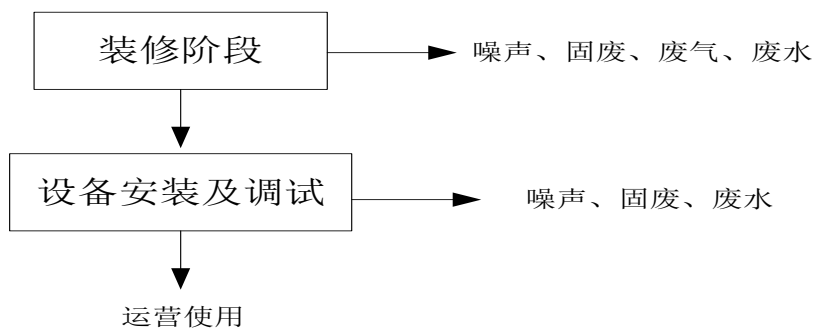 装修阶段
噪声、固废、废气、废水
设备安装及调试
噪声、固废、废水
运营使用